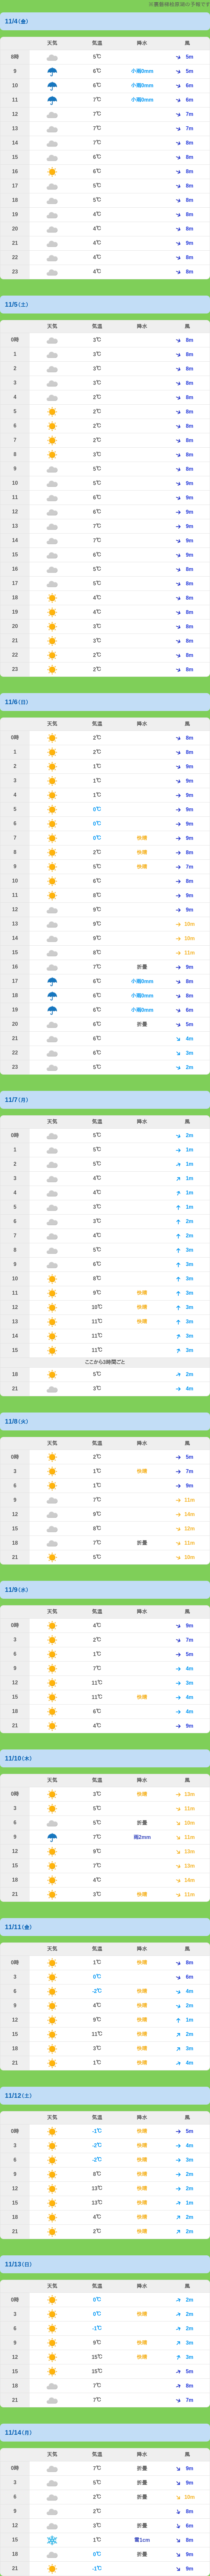 ※裏磐梯桧原湖の予報です
11/4(金)
天気 気温 降水 風
8時 5℃ 5m
9 6℃ 小雨0mm 5m
10 6℃ 小雨0mm 6m
11 7℃ 小雨0mm 6m
12 7℃ 7m
13 7℃ 7m
14 7℃ 8m
15 6℃ 8m
16 6℃ 8m
17 5℃ 8m
18 5℃ 8m
19 4℃ 8m
20 4℃ 8m
21 4℃ 9m
22 4℃ 8m
23 4℃ 8m
11/5(土)
天気 気温 降水 風
0時 3℃ 8m
1 3℃ 8m
2 3℃ 8m
3 3℃ 8m
4 2℃ 8m
5 2℃ 8m
6 2℃ 8m
7 2℃ 8m
8 3℃ 8m
9 5℃ 8m
10 5℃ 9m
11 6℃ 9m
12 6℃ 9m
13 7℃ 9m
14 7℃ 9m
15 6℃ 9m
16 5℃ 8m
17 5℃ 8m
18 4℃ 8m
19 4℃ 8m
20 3℃ 8m
21 3℃ 8m
22 2℃ 8m
23 2℃ 8m
11/6(日)
天気 気温 降水 風
0時 2℃ 8m
1 2℃ 8m
2 1℃ 9m
3 1℃ 9m
4 1℃ 9m
5 0℃ 9m
6 0℃ 9m
7 0℃ 快晴 9m
8 2℃ 快晴 8m
9 5℃ 快晴 7m
10 6℃ 8m
11 8℃ 8m
12 9℃ 9m
13 9℃ 10m
14 9℃ 10m
15 8℃ 11m
16 7℃ 折畳 9m
17 6℃ 小雨0mm 8m
18 6℃ 小雨0mm 8m
19 6℃ 小雨0mm 6m
20 6℃ 折畳 5m
21 6℃ 4m
22 6℃ 3m
23 5℃ 2m
11/7(月)
天気 気温 降水 風
0時 5℃ 2m
1 5℃ 1m
2 5℃ 1m
3 4℃ 1m
4 4℃ 1m
5 3℃ 1m
6 3℃ 2m
7 4℃ 2m
8 5℃ 3m
9 6℃ 3m
10 8℃ 3m
11 9℃ 快晴 3m
12 10℃ 快晴 3m
13 11℃ 快晴 3m
14 11℃ 3m
15 11℃ 3m
ここから3時間ごと
18 5℃ 2m
21 3℃ 4m
11/8(火)
天気 気温 降水 風
0時 2℃ 5m
3 1℃ 快晴 7m
6 1℃ 9m
9 7℃ 11m
12 9℃ 14m
15 8℃ 12m
18 7℃ 折畳 11m
21 5℃ 10m
11/9(水)
天気 気温 降水 風
0時 4℃ 9m
3 2℃ 7m
6 1℃ 5m
9 7℃ 4m
12 11℃ 3m
15 11℃ 快晴 4m
18 6℃ 4m
21 4℃ 9m
11/10(木)
天気 気温 降水 風
0時 3℃ 快晴 13m
3 5℃ 11m
6 5℃ 折畳 10m
9 7℃ 雨2mm 11m
12 9℃ 13m
15 7℃ 13m
18 4℃ 14m
21 3℃ 快晴 11m
11/11(金)
天気 気温 降水 風
0時 1℃ 快晴 8m
3 0℃ 快晴 6m
6 -2℃ 快晴 4m
9 4℃ 快晴 2m
12 9℃ 快晴 1m
15 11℃ 快晴 2m
18 3℃ 快晴 3m
21 1℃ 快晴 4m
11/12(土)
天気 気温 降水 風
0時 -1℃ 快晴 5m
3 -2℃ 快晴 4m
6 -2℃ 快晴 3m
9 8℃ 快晴 2m
12 13℃ 快晴 2m
15 13℃ 快晴 1m
18 4℃ 快晴 2m
21 2℃ 快晴 2m
11/13(日)
天気 気温 降水 風
0時 0℃ 2m
3 0℃ 快晴 2m
6 -1℃ 2m
9 9℃ 快晴 3m
12 15℃ 快晴 3m
15 15℃ 5m
18 7℃ 8m
21 7℃ 7m
11/14(月)
天気 気温 降水 風
0時 7℃ 折畳 9m
3 5℃ 折畳 9m
6 2℃ 折畳 10m
9 2℃ 8m
12 3℃ 折畳 6m
15 1℃ 雪1cm 8m
18 0℃ 折畳 9m
21 -1℃ 9m